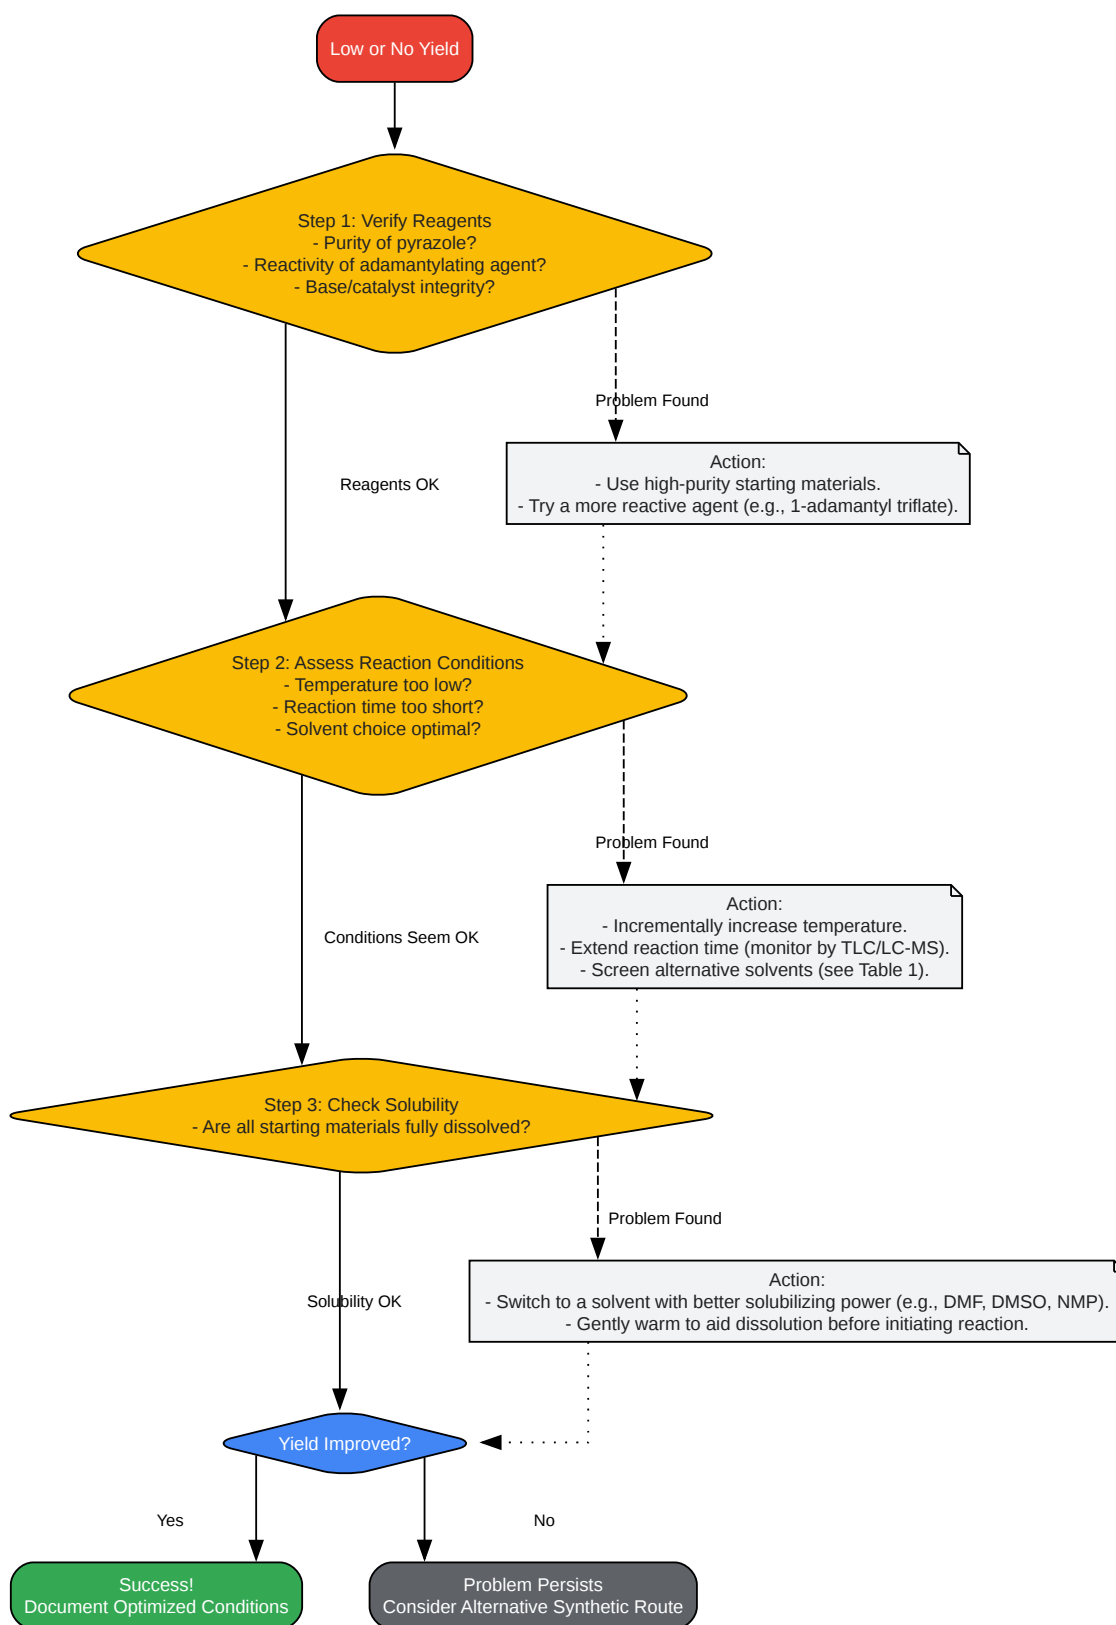 Low or No Yield
Step 1: Verify Reagents
- Purity of pyrazole?
- Reactivity of adamantylating agent?
- Base/catalyst integrity?
Problem Found
Reagents OK
Action:
- Use high-purity starting materials.
- Try a more reactive agent (e.g., 1-adamantyl triflate).
Step 2: Assess Reaction Conditions
- Temperature too low?
- Reaction time too short?
- Solvent choice optimal?
Problem Found
Conditions Seem OK
Action:
- Incrementally increase temperature.
- Extend reaction time (monitor by TLC/LC-MS).
- Screen alternative solvents (see Table 1).
Step 3: Check Solubility
- Are all starting materials fully dissolved?
Problem Found
Solubility OK
Action:
- Switch to a solvent with better solubilizing power (e.g., DMF, DMSO, NMP).
- Gently warm to aid dissolution before initiating reaction.
Yield Improved?
Yes
No
Success!
Document Optimized Conditions
Problem Persists
Consider Alternative Synthetic Route